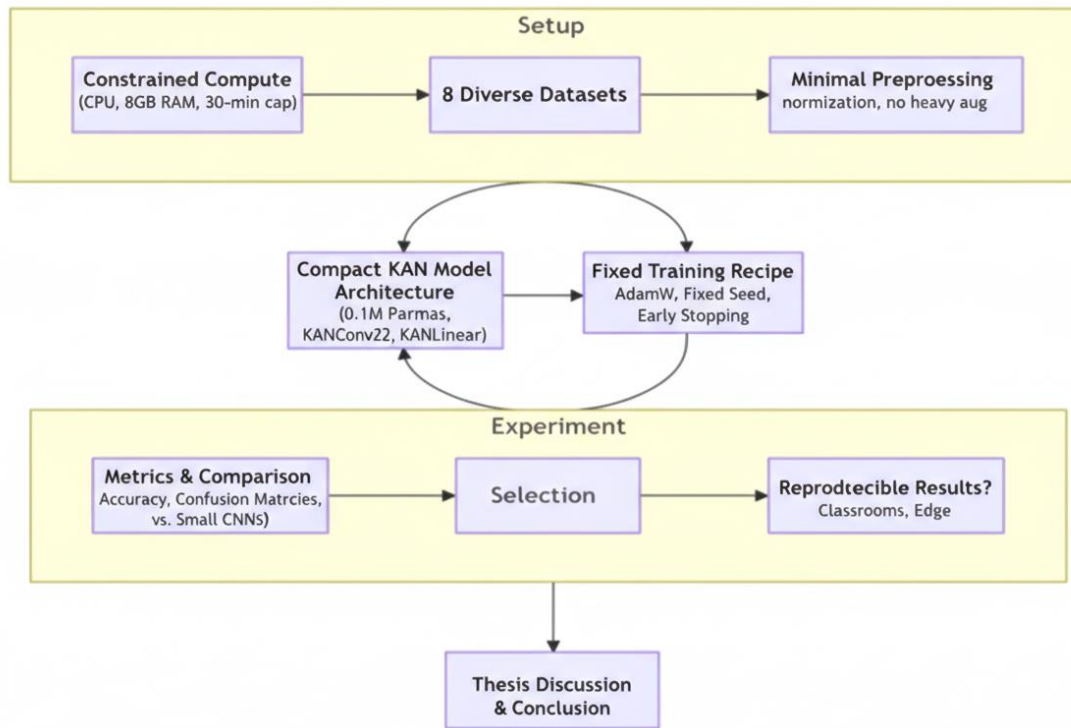 Setup
Constrained Compute
(CPU, 8GB RAM, 30-min cap)
8 Diverse Datasets
Minimal Preproessing
normization, no heavy aug
Compact KAN Model
Architecture
(0.1M Parmas,
KANConv22, KANLinear)
Fixed Training Recipe
AdamW, Fixed Seed,
Early Stopping
Experiment
Metrics & Comparison
Accuracy, Confusion Matrcies,
vs. Small CNNs)
Selection
Reprodtecible Results?
Classrooms, Edge
Thesis Discussion
& Conclusion